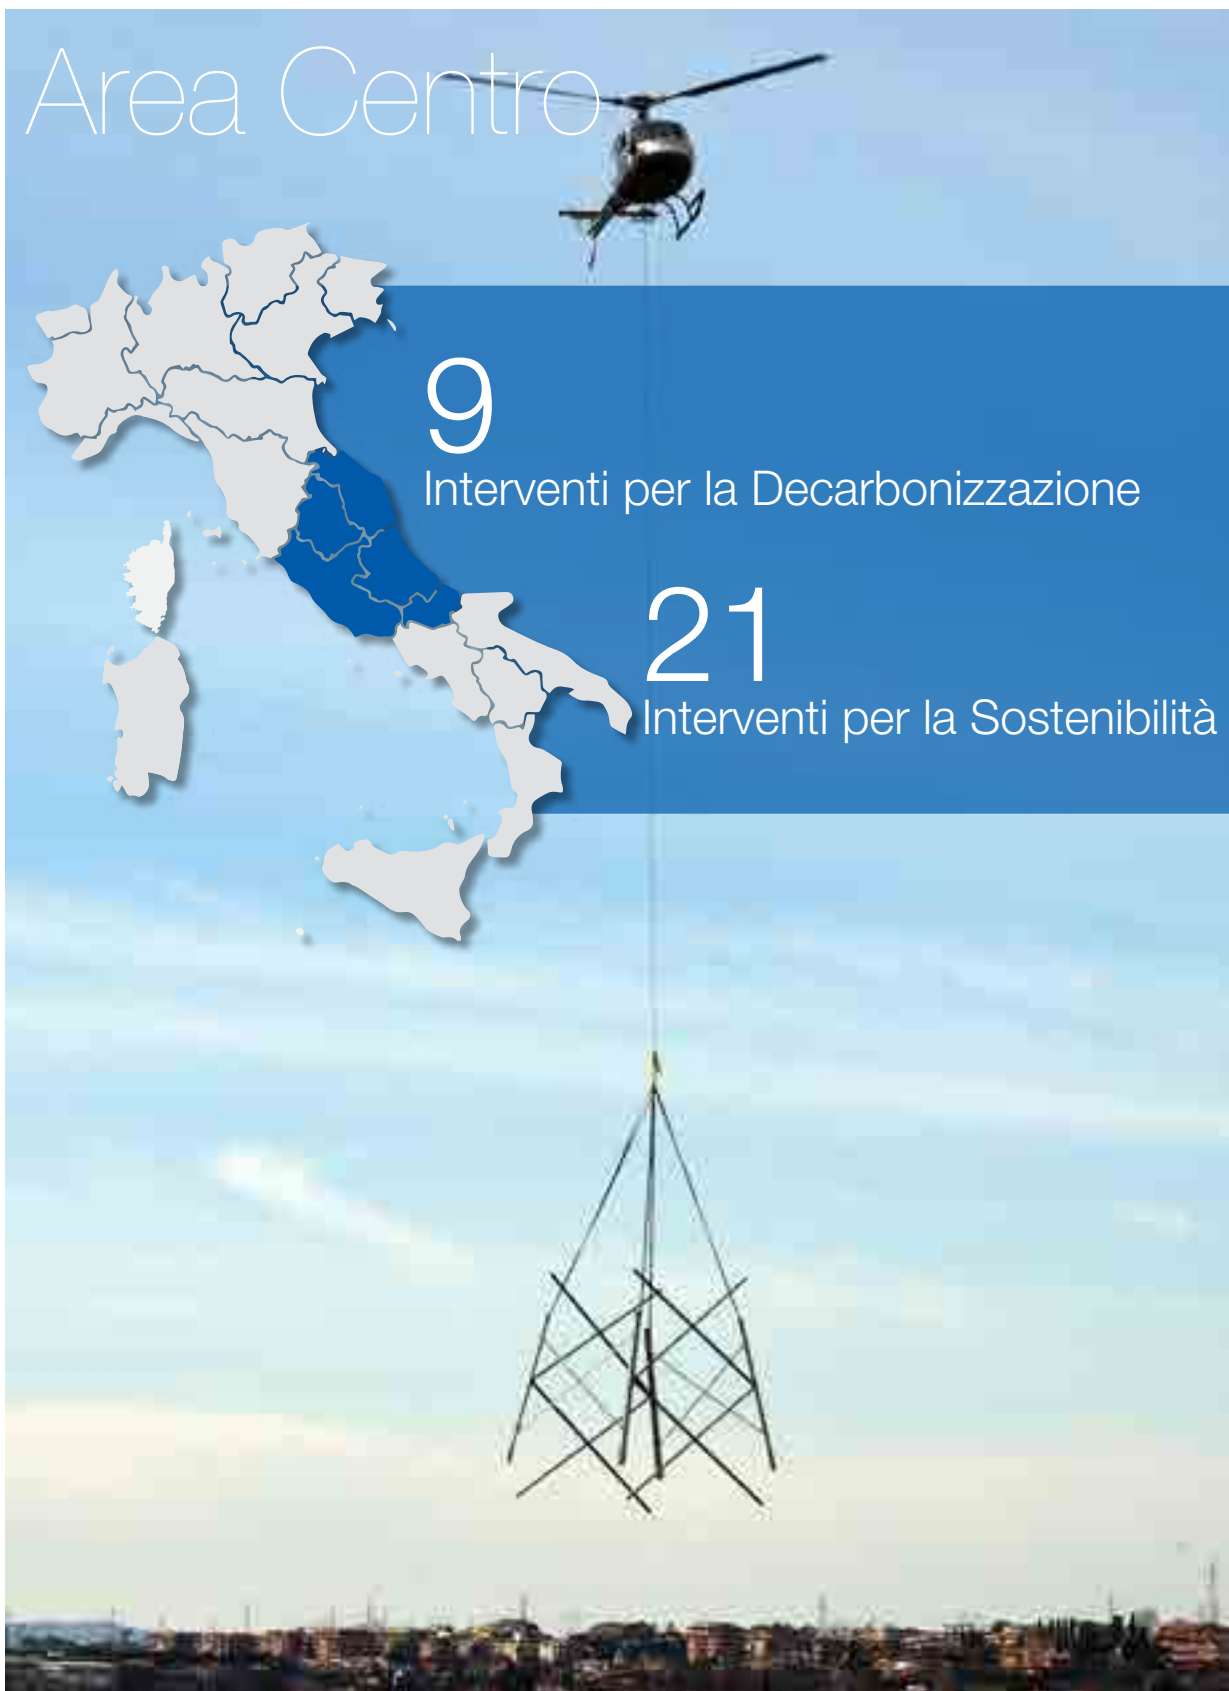 Area Centro
9
Interventi per la Decarbonizzazione
21
Interventi per la Sostenibilità